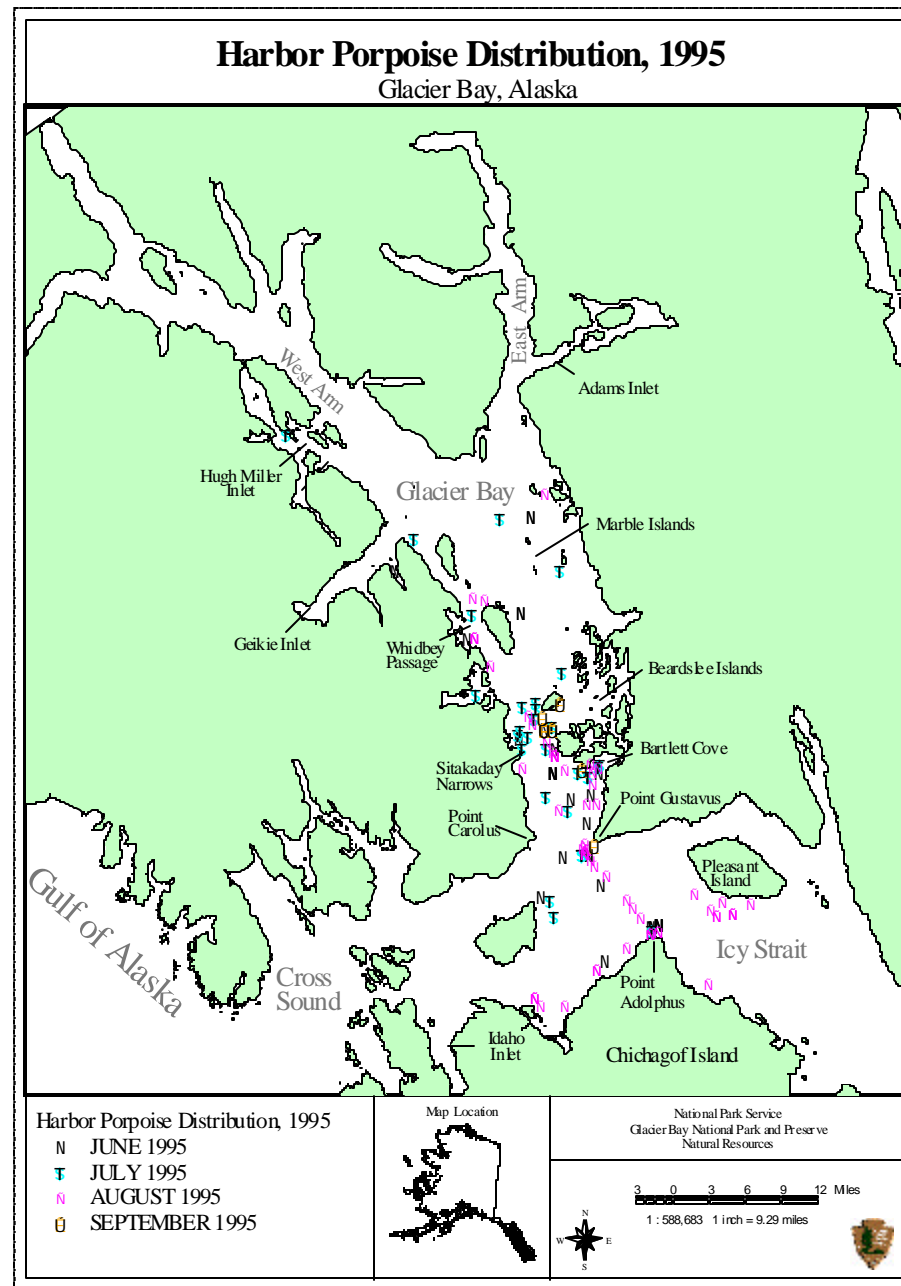 Harbor Porpoise Distribution, 1995
Glacier Bay, Alaska
East Arm
West Arm
Adams Inlet
Hugh Miller
Inlet
Glacier Bay
Marble Islands
Geikie Inlet
Whidbey
Passage
Beardslee Islands
Bartlett Cove
Sitakaday
Narrows
Point Gustavus
Point
Carolus
Pleasant
Island
Gulf of Alaska
Cross
Sound
Icy Strait
Point
Adolphus
Idaho
Inlet
Chichagof Island
Harbor Porpoise Distribution, 1995
N JUNE 1995
T JULY 1995
Ñ AUGUST 1995
Ü SEPTEMBER 1995
Map Location
National Park Service
Glacier Bay National Park and Preserve
Natural Resources
3 0 3 6 9 12 Miles
1 : 588,683 1 inch = 9.29 miles
N
W E
S